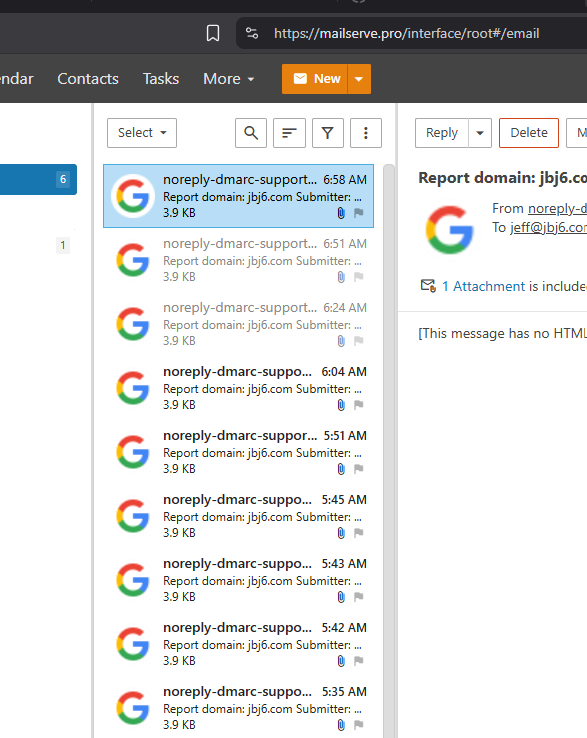 https://mailserve.pro/interface/root#/email
endar Contacts Tasks More New
Select
Reply Delete M
6
1
noreply-dmarc-support... 6:58 AM
Report domain: jbj6.com Submitter: ...
3.9 KB
noreply-dmarc-support... 6:51 AM
Report domain: jbj6.com Submitter: ...
3.9 KB
noreply-dmarc-support... 6:24 AM
Report domain: jbj6.com Submitter: ...
3.9 KB
noreply-dmarc-suppo... 6:04 AM
Report domain: jbj6.com Submitter: ...
3.9 KB
noreply-dmarc-suppor... 5:51 AM
Report domain: jbj6.com Submitter: ...
3.9 KB
noreply-dmarc-suppo... 5:45 AM
Report domain: jbj6.com Submitter: ...
3.9 KB
noreply-dmarc-suppo... 5:43 AM
Report domain: jbj6.com Submitter: ...
3.9 KB
noreply-dmarc-suppo... 5:42 AM
Report domain: jbj6.com Submitter: ...
3.9 KB
noreply-dmarc-suppo... 5:35 AM
Report domain: jbj6.com Submitter: ...
3.9 KB
Report domain: jbj6.co
From noreply-d
To jeff@jbj6.com
1 Attachment is include
[This message has no HTML